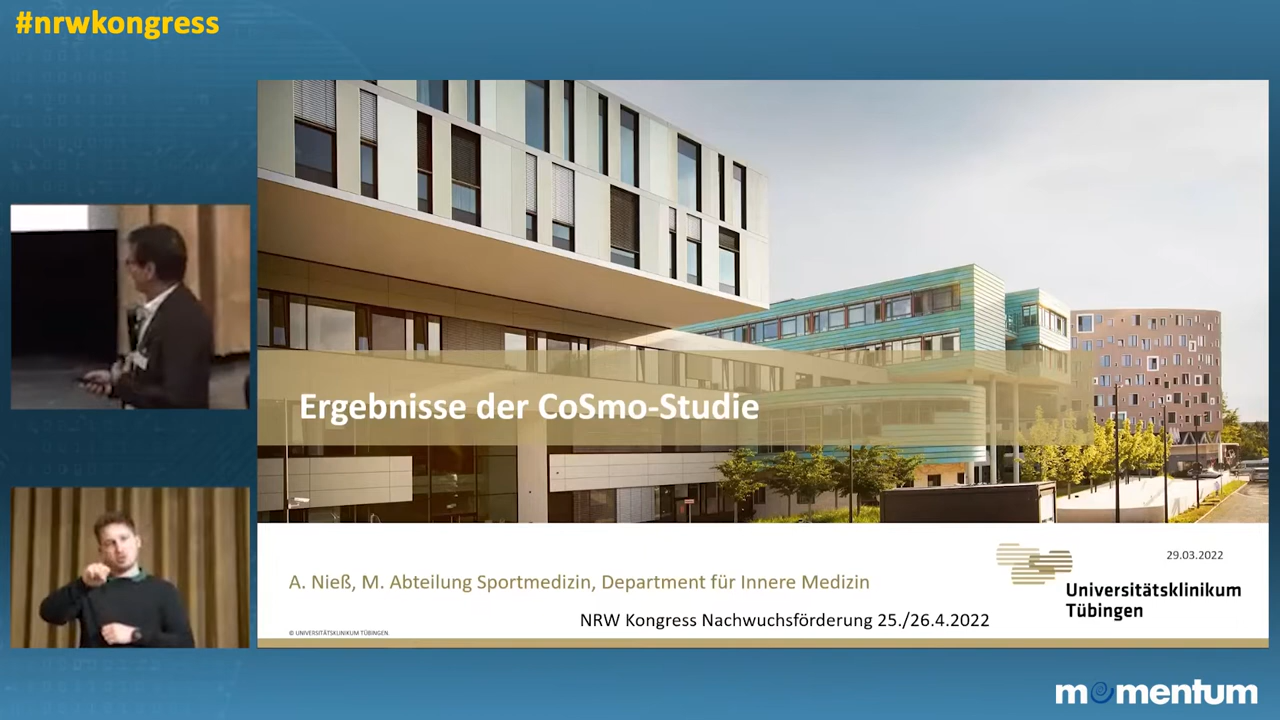 #nrwkongress
Ergebnisse der CoSmo-Studie
29.03.2022
A. Nieß, M. Abteilung Sportmedizin, Department für Innere Medizin
Universitätsklinikum
Tübingen
NRW Kongress Nachwuchsförderung 25./26.4.2022
© UNIVERSITÄTSKLINIKUM TÜBINGEN
momentum